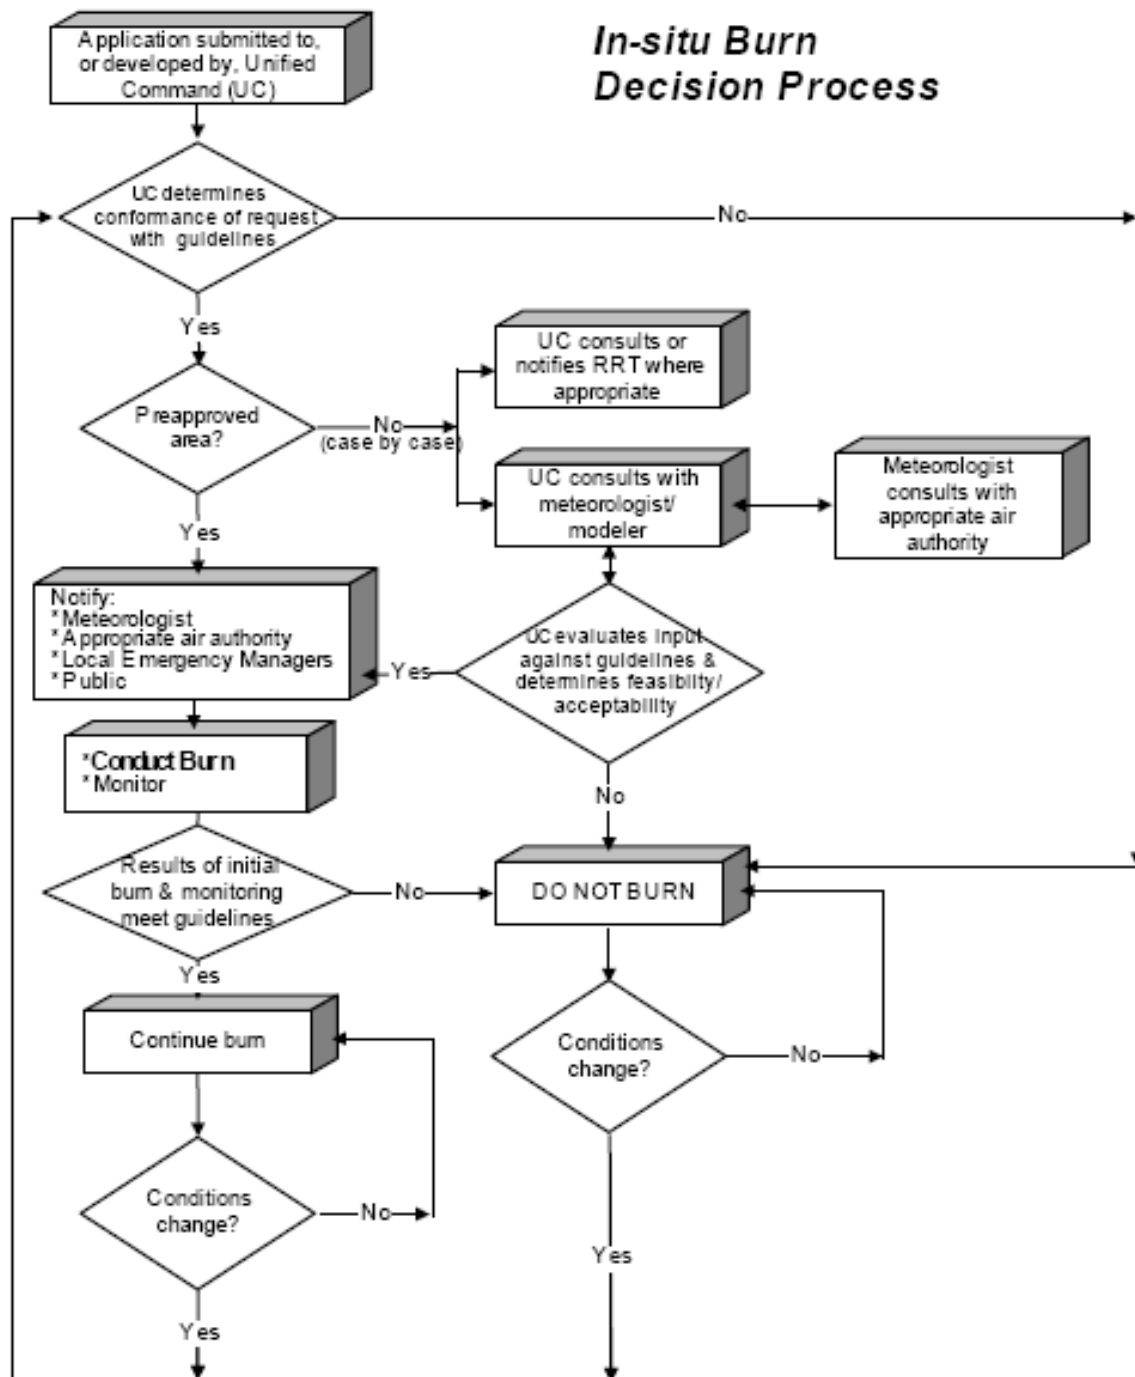 In-situ Burn
Decision Process
Application submitted to,
or developed by, Unified
Command (UC)
UC determines
conformance of request
with guidelines
No
Yes
Preapproved
area?
No
(case by case)
UC consults or
notifies RRT where
appropriate
UC consults with
meteorologist/
modeler
Meteorologist
consults with
appropriate air
authority
Yes
Notify:
*Meteorologist
*Appropriate air authority
*Local Emergency Managers
*Public
Yes
UC evaluates input
against guidelines &
determines feasibilty/
acceptability
*Conduct Burn
*Monitor
No
Results of initial
burn & monitoring
meet guidelines
No
DO NOT BURN
Yes
Continue burn
Conditions
change?
No
Conditions
change?
No
Yes
Yes